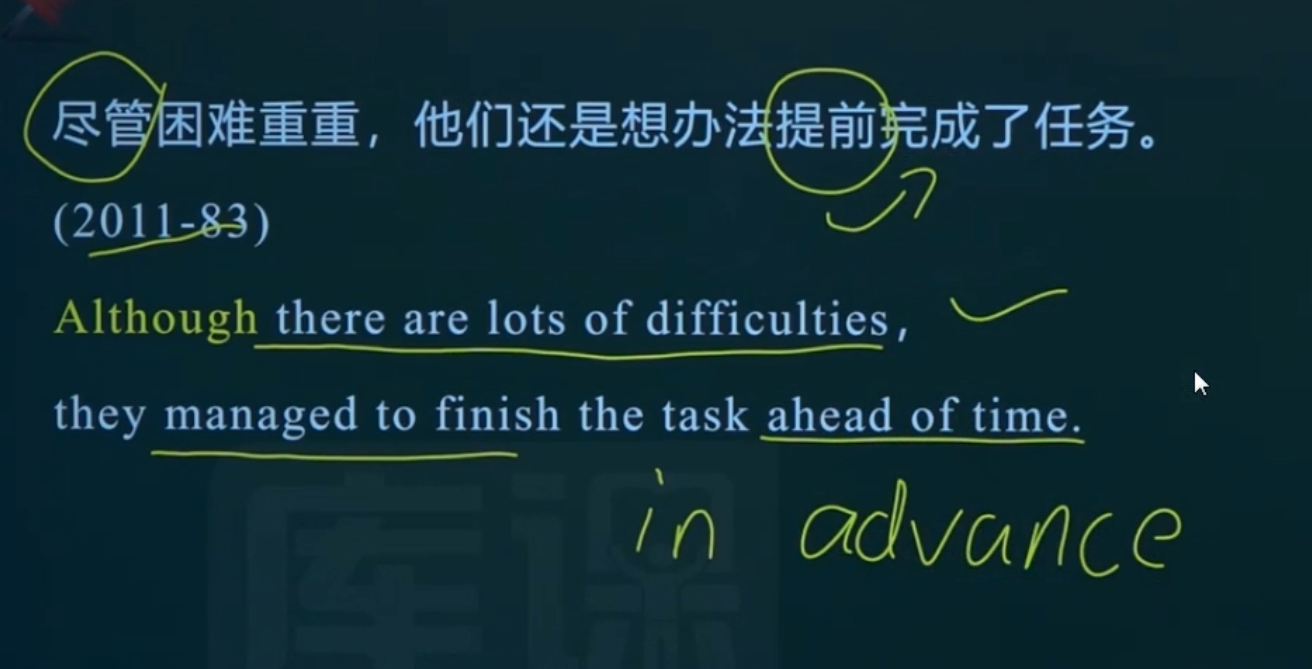 尽管困难重重，他们还是想办法提前完成了任务。
(2011-83)
Although there are lots of difficulties,
they managed to finish the task ahead of time.
in advance
库课